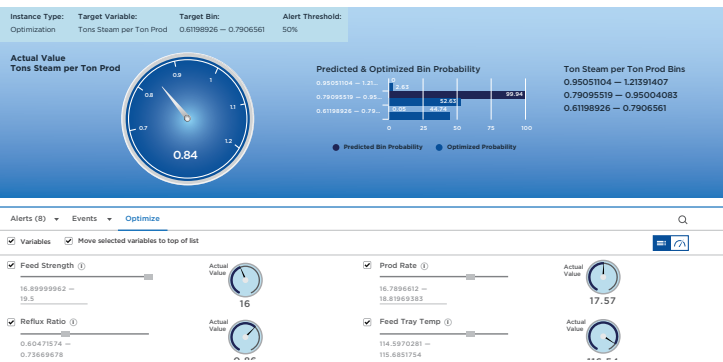 Instance Type: Target Variable: Target Bin: Alert Threshold:
Optimization Tons Steam per Ton Prod 0.61198926 — 0.7906561 50%
Actual Value
Tons Steam per Ton Prod
0.7 0.8 0.9 1 1.1 1.2
0.84
Predicted & Optimized Bin Probability
0.95051104 — 1.21... 0
2.63
0.79095519 — 0.95... 99.94
52.63
0.61198926 — 0.79... 0.05 44.74
0 25 50 75 100
Predicted Bin Probability Optimized Probability
Ton Steam per Ton Prod Bins
0.95051104 — 1.21391407
0.79095519 — 0.95004083
0.61198926 — 0.7906561
Alerts (8) Events Optimize
Variables Move selected variables to top of list
Feed Strength
16.89999962 —
19.5
Actual
Value
16
Prod Rate
16.7896612 —
18.81969383
Actual
Value
17.57
Reflux Ratio
0.60471574 —
0.73669678
Actual
Value
Feed Tray Temp
114.5970281 —
115.6851754
Actual
Value